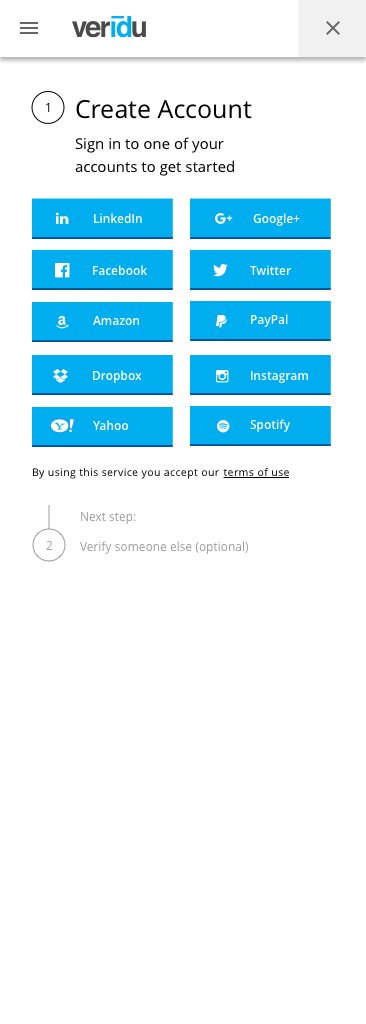 veridu
1 Create Account
Sign in to one of your
accounts to get started
in LinkedIn
G+ Google+
Facebook
Twitter
a Amazon
PayPal
Dropbox
Instagram
Y! Yahoo
Spotify
By using this service you accept our terms of use
Next step:
2 Verify someone else (optional)